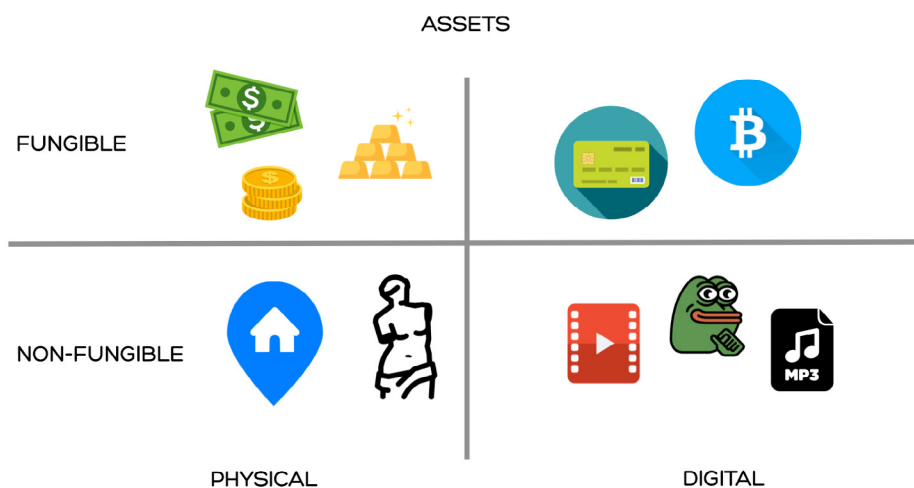 ASSETS
FUNGIBLE
$
$
$
₿
NON-FUNGIBLE
MP3
PHYSICAL
DIGITAL